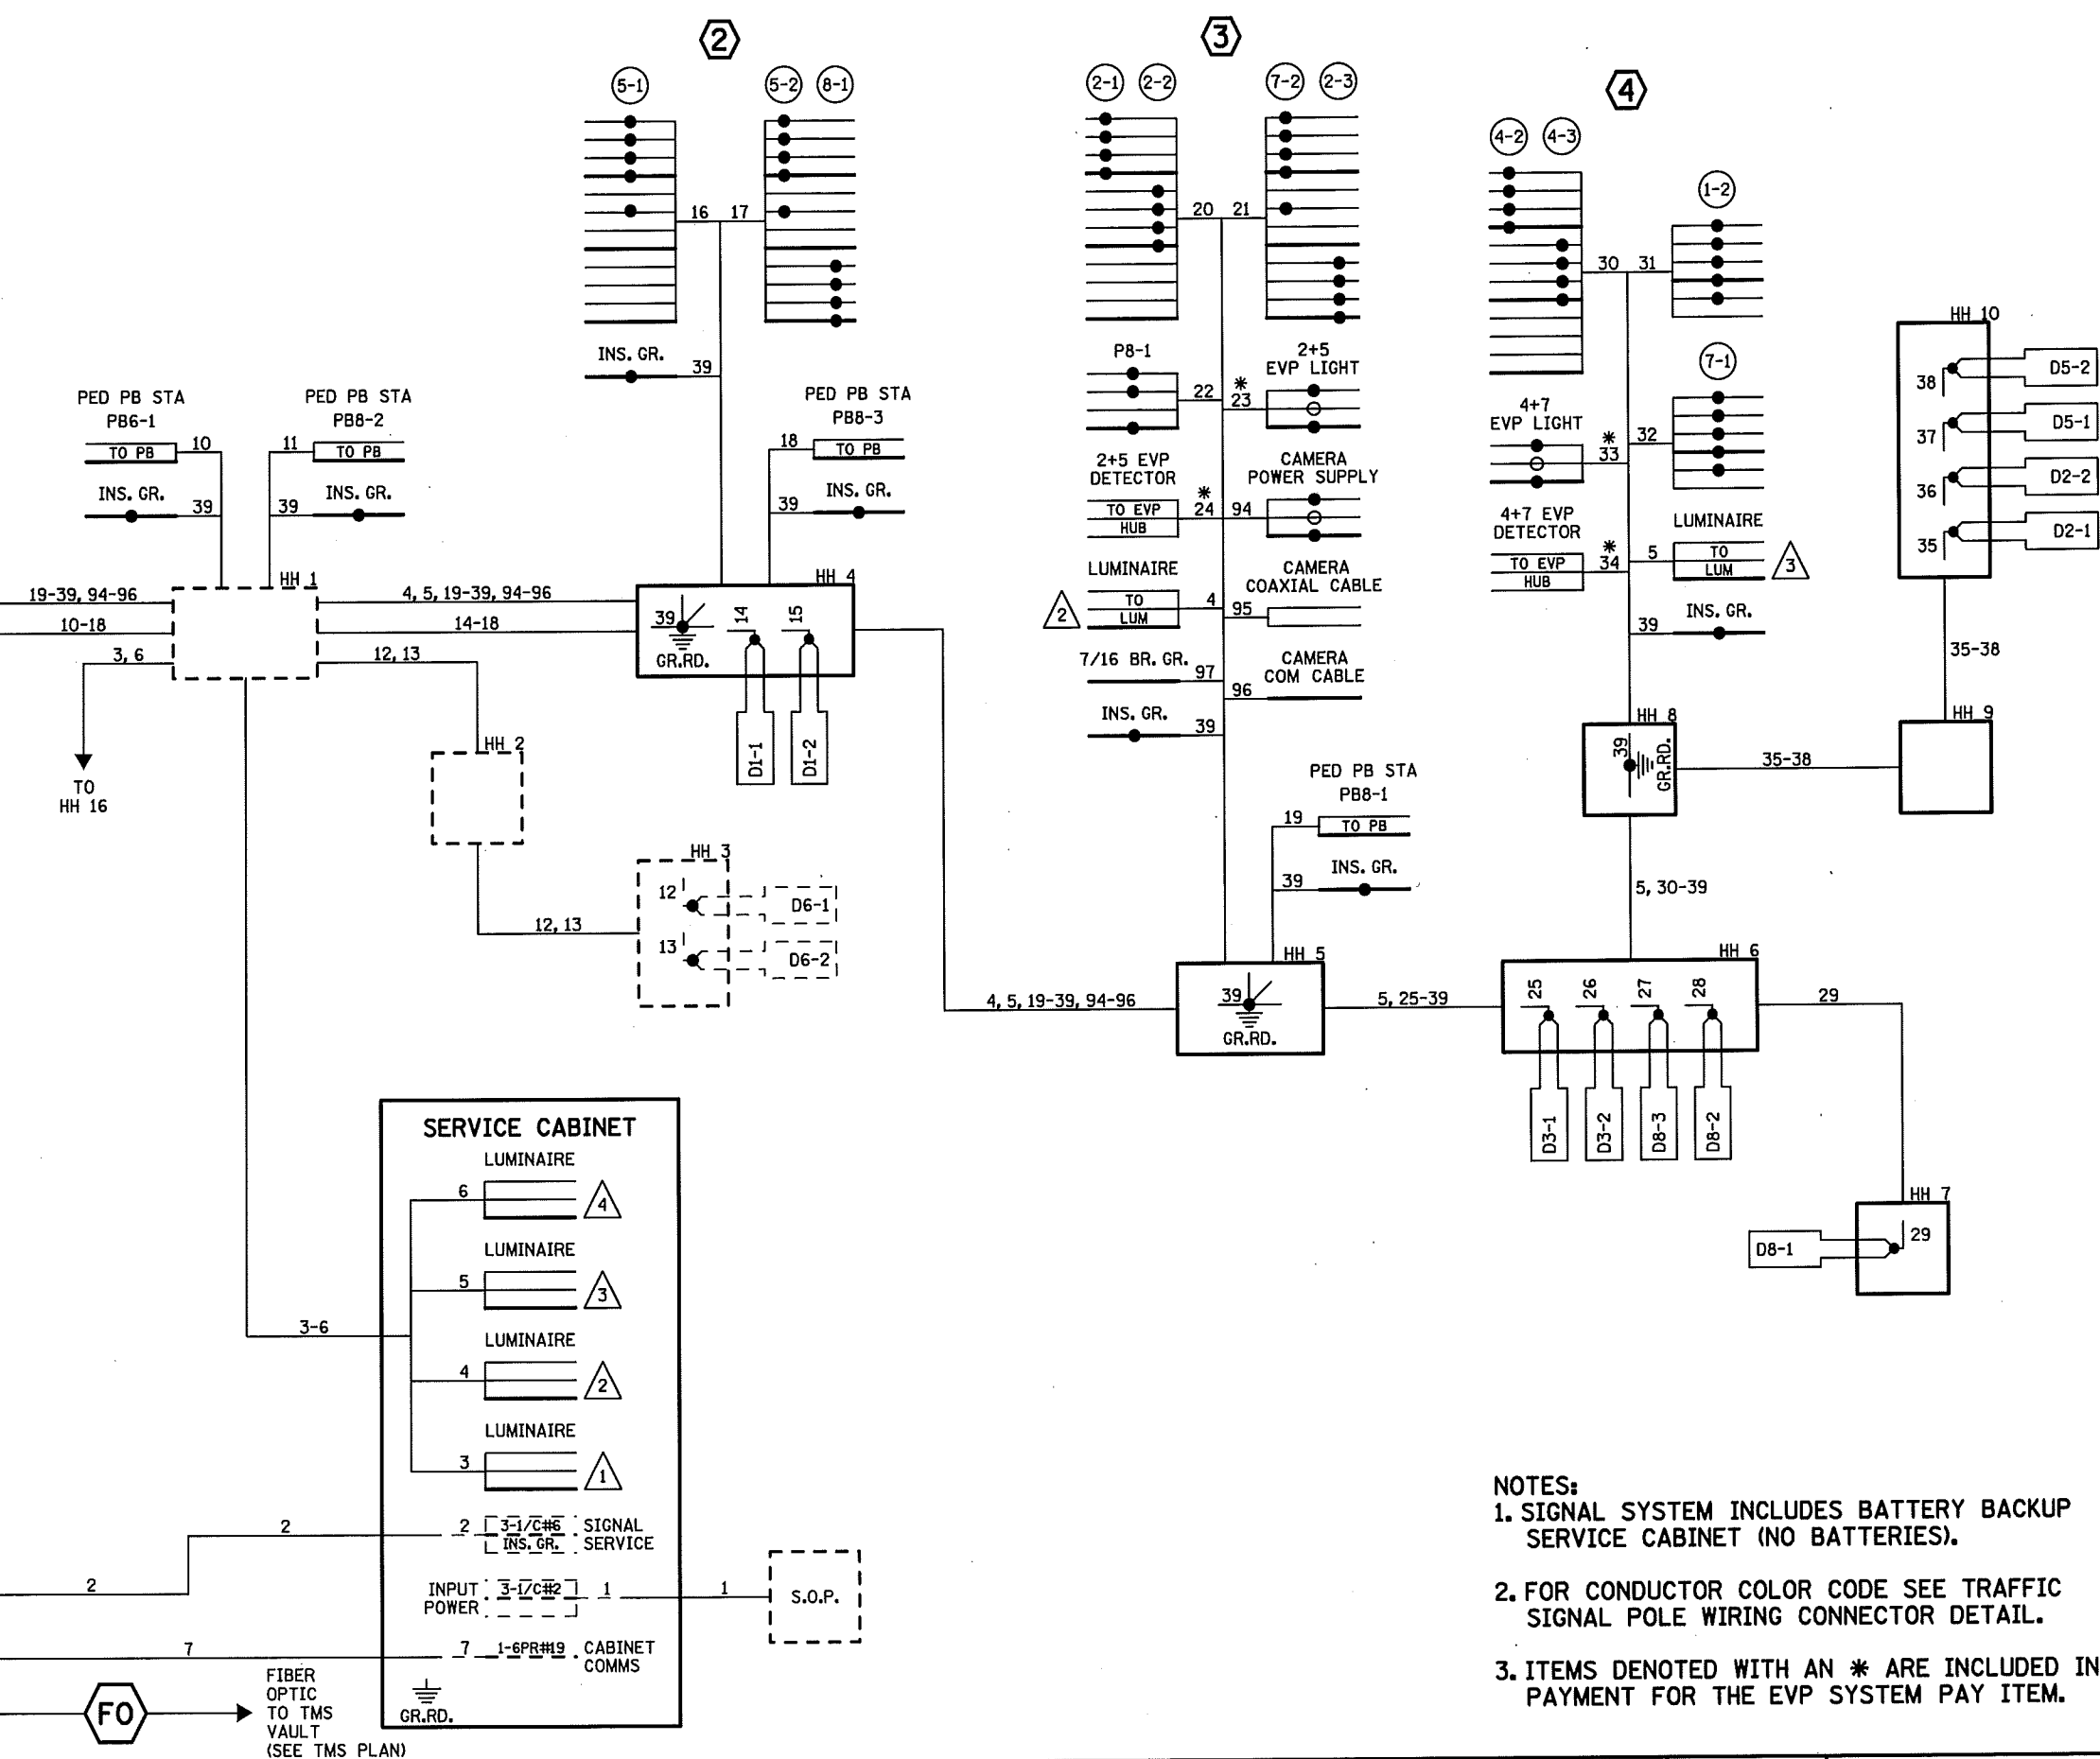 2
5-1
5-2 8-1
16 17
INS. GR.
39
PED PB STA
PB8-3
18
TO PB
INS. GR.
39
PED PB STA
PB6-1
10
TO PB
INS. GR.
39
PED PB STA
PB8-2
11
TO PB
INS. GR.
39
19-39, 94-96
10-18
3, 6
HH 1
4, 5, 19-39, 94-96
14-18
12, 13
TO
HH 16
HH 4
39
GR.RD.
14
15
D1-1
D1-2
HH 2
12, 13
HH 3
12
D6-1
13
D6-2
3
2-1 2-2
7-2 2-3
20 21
P8-1
22
2+5
EVP LIGHT
*
23
2+5 EVP
DETECTOR
TO EVP
HUB
*
24
CAMERA
POWER SUPPLY
94
LUMINAIRE
2
TO
LUM
4
CAMERA
COAXIAL CABLE
95
7/16 BR. GR.
97
CAMERA
COM CABLE
96
INS. GR.
39
PED PB STA
PB8-1
19
TO PB
INS. GR.
39
4, 5, 19-39, 94-96
HH 5
39
GR.RD.
5, 25-39
4
4-2 4-3
1-2
30 31
7-1
32
4+7
EVP LIGHT
*
33
4+7 EVP
DETECTOR
TO EVP
HUB
*
34
LUMINAIRE
5
TO
LUM
3
INS. GR.
39
HH 8
39
GR.RD.
35-38
HH 9
35-38
HH 10
38
D5-2
37
D5-1
36
D2-2
35
D2-1
5, 30-39
HH 6
25
26
27
28
D3-1
D3-2
D8-3
D8-2
29
HH 7
29
D8-1
SERVICE CABINET
LUMINAIRE
6
4
LUMINAIRE
5
3
LUMINAIRE
4
2
LUMINAIRE
3
1
3-6
2
2
3-1/C#6
INS. GR.
SIGNAL
SERVICE
2
INPUT
POWER
3-1/C#2
1
1
S.O.P.
7
7
1-6PR#19
CABINET
COMMS
GR.RD.
FO
FIBER
OPTIC
TO TMS
VAULT
(SEE TMS PLAN)
NOTES:
1. SIGNAL SYSTEM INCLUDES BATTERY BACKUP
SERVICE CABINET (NO BATTERIES).
2. FOR CONDUCTOR COLOR CODE SEE TRAFFIC
SIGNAL POLE WIRING CONNECTOR DETAIL.
3. ITEMS DENOTED WITH AN * ARE INCLUDED IN
PAYMENT FOR THE EVP SYSTEM PAY ITEM.